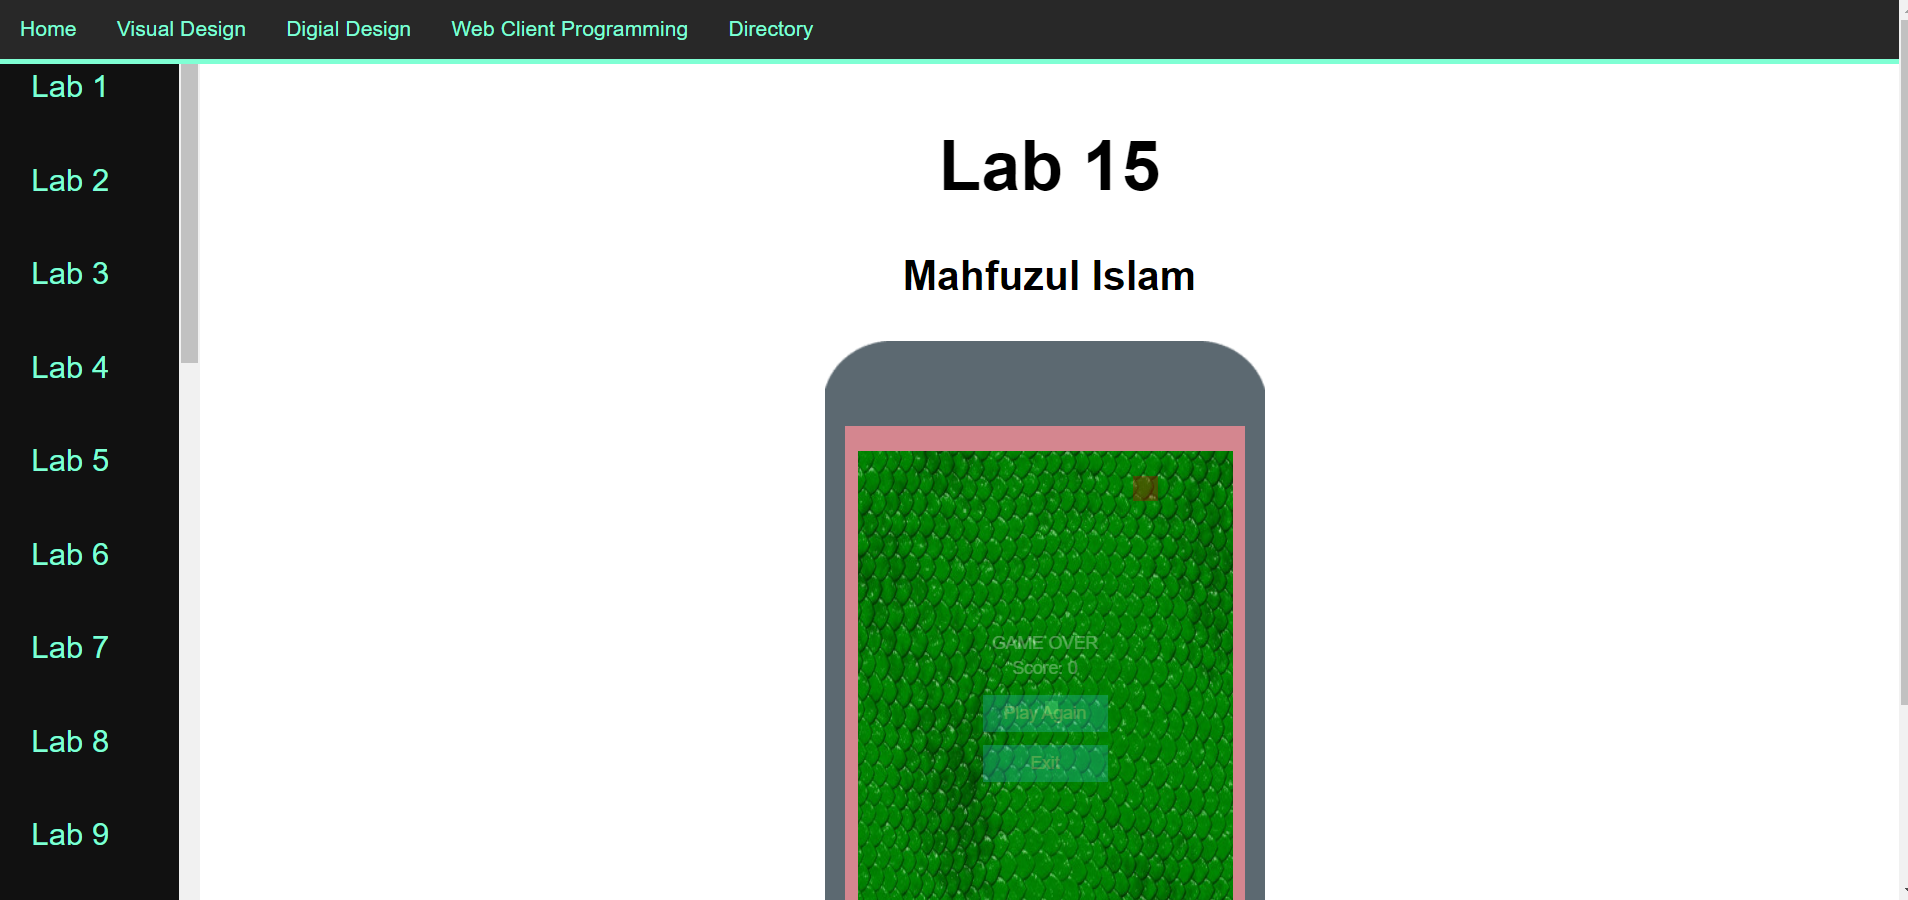 Home Visual Design Digial Design Web Client Programming Directory
Lab 1
Lab 2
Lab 3
Lab 4
Lab 5
Lab 6
Lab 7
Lab 8
Lab 9
Lab 15
Mahfuzul Islam
GAME OVER
Score: 0
Play Again
Exit